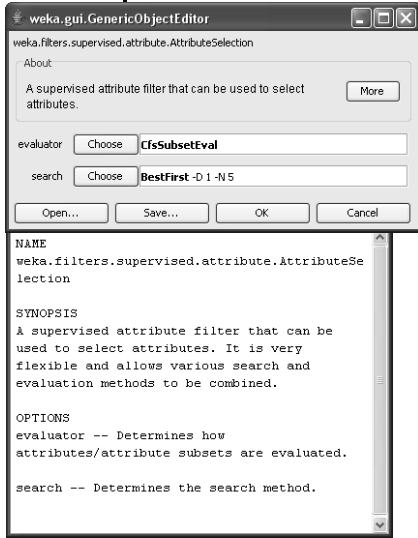 weka.gui.GenericObjectEditor
weka.filters.supervised.attribute.AttributeSelection
About
A supervised attribute filter that can be used to select
attributes.
More
evaluator Choose CfsSubsetEval
search Choose BestFirst -D 1 -N 5
Open... Save... OK Cancel
NAME
weka.filters.supervised.attribute.AttributeSe
lection
SYNOPSIS
A supervised attribute filter that can be
used to select attributes. It is very
flexible and allows various search and
evaluation methods to be combined.
OPTIONS
evaluator -- Determines how
attributes/attribute subsets are evaluated.
search -- Determines the search method.